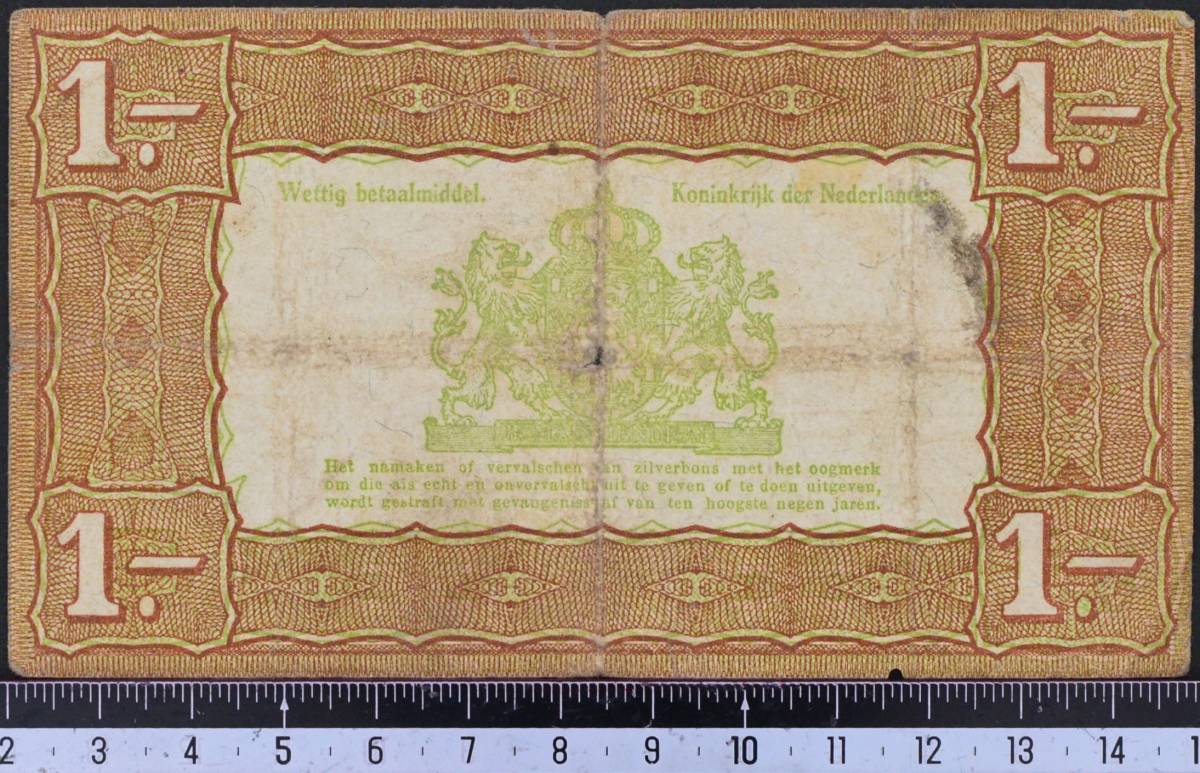 1.—
1.—
Wettig betaalmiddel.
Koninkrijk der Nederlanden
Het namaken of vervalschen van zilverbons met het oogmerk
om die als echt en onvervalscht uit te geven of te doen uitgeven,
wordt gestraft met gevangenisstraf van ten hoogste negen jaren.
1.—
1.—
2 3 4 5 6 7 8 9 10 11 12 13 14 1